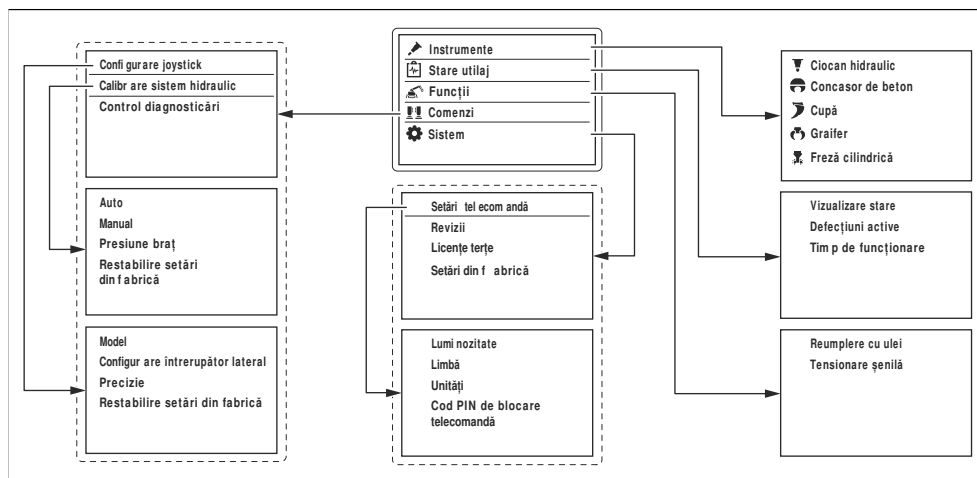 Configurare joystick
Calibrare sistem hidraulic
Control diagnosticări
Auto
Manual
Presiune braț
Restabilire setări
din fabrică
Model
Configurare întrerupător lateral
Precizie
Restabilire setări din fabrică
Instrumente
Stare utilaj
Funcții
Comenzi
Sistem
Setări telecomandă
Revizii
Licențe terțe
Setări din fabrică
Luminozitate
Limbă
Unități
Cod PIN de blocare
telecomandă
Ciocan hidraulic
Concasor de beton
Cupă
Graifer
Freză cilindrică
Vizualizare stare
Defecțiuni active
Timp de funcționare
Reumplere cu ulei
Tensionare șenilă